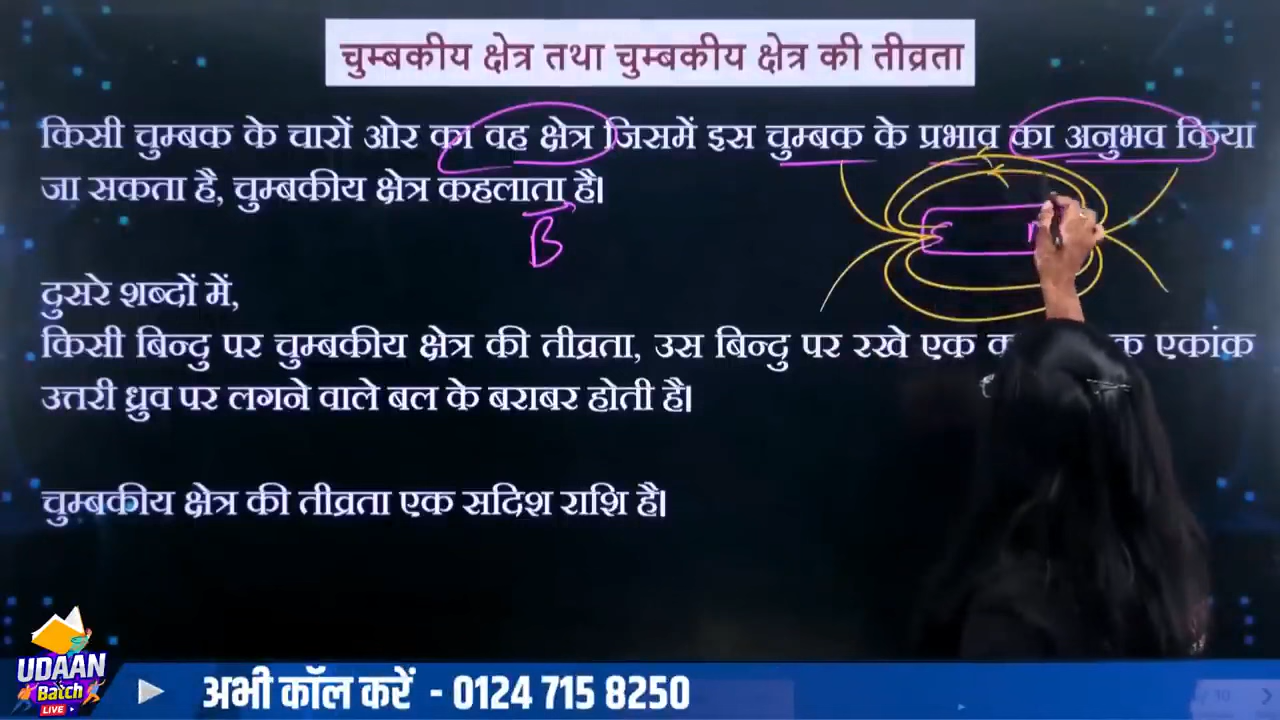 चुम्बकीय क्षेत्र तथा चुम्बकीय क्षेत्र की तीव्रता
किसी चुम्बक के चारों ओर का वह क्षेत्र जिसमें इस चुम्बक के प्रभाव का अनुभव किया
जा सकता है, चुम्बकीय क्षेत्र कहलाता है।
B
दुसरे शब्दों में,
किसी बिन्दु पर चुम्बकीय क्षेत्र की तीव्रता, उस बिन्दु पर रखे एक एकांक
उत्तरी ध्रुव पर लगने वाले बल के बराबर होती है।
चुम्बकीय क्षेत्र की तीव्रता एक सदिश राशि है।
UDAAN
Batch
LIVE
अभी कॉल करें - 0124 715 8250